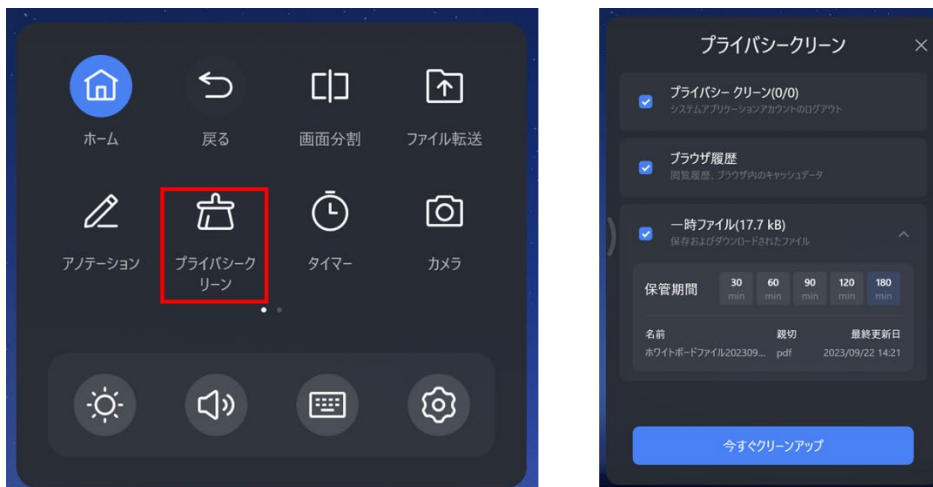 ホーム
戻る
画面分割
ファイル転送
アノテーション
プライバシーク
リーン
タイマー
カメラ
プライバシークリーン
プライバシー クリーン(0/0)
システムアプリケーションアカウントのログアウト
ブラウザ履歴
閲覧履歴、ブラウザ内のキャッシュデータ
一時ファイル(17.7 kB)
保存およびダウンロードされたファイル
保管期間 30 min 60 min 90 min 120 min 180 min
名前 親切 最終更新日
ホワイトボードファイル202309... pdf 2023/09/22 14:21
今すぐクリーンアップ